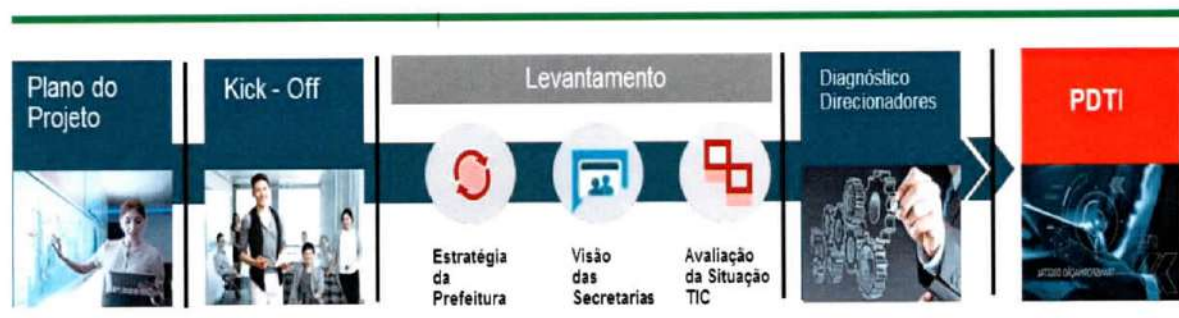 Plano do
Projeto
Kick - Off
Levantamento
Estratégia
da
Prefeitura
Visão
das
Secretarias
Avaliação
da Situação
TIC
Diagnóstico
Direcionadores
PDTI